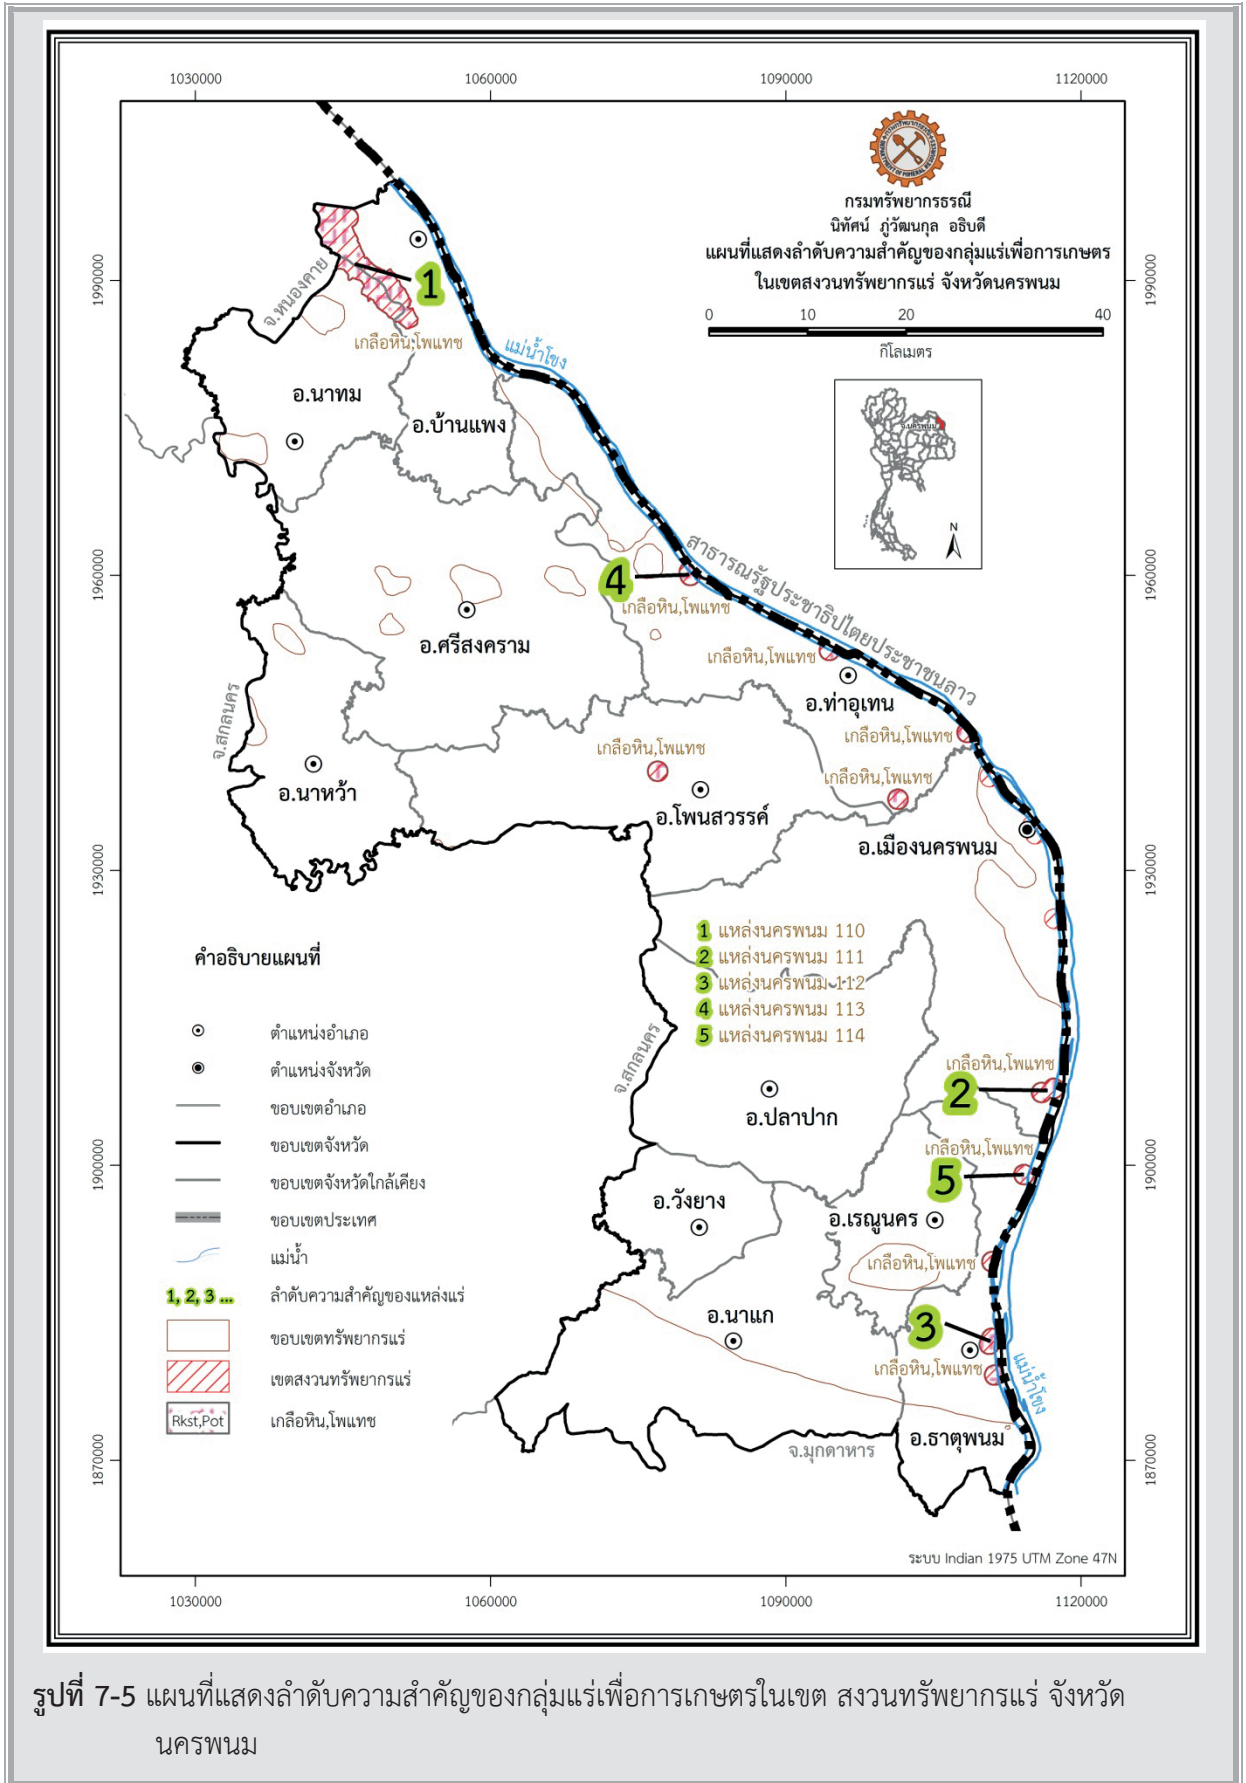 1030000 1060000 1090000 1120000
กรมทรัพยากรธรณี
นิทัศน์ ภู่วัฒนกุล อธิบดี
แผนที่แสดงลำดับความสำคัญของกลุ่มแร่เพื่อการเกษตร
ในเขตสงวนทรัพยากรแร่ จังหวัดนครพนม
0 10 20 40
กิโลเมตร
จ.นครพนม
N
1990000
1990000
จ.หนองคาย
1
เกลือหิน,โพแทช
แม่น้ำโขง
อ.นาทม
อ.บ้านแพง
สาธารณรัฐประชาธิปไตยประชาชนลาว
1960000
1960000
4
เกลือหิน,โพแทช
อ.ศรีสงคราม
เกลือหิน,โพแทช
อ.ท่าอุเทน
จ.สกลนคร
เกลือหิน,โพแทช
เกลือหิน,โพแทช
เกลือหิน,โพแทช
อ.นาหว้า
อ.โพนสวรรค์
อ.เมืองนครพนม
1930000
1930000
1 แหล่งนครพนม 110
2 แหล่งนครพนม 111
3 แหล่งนครพนม 112
4 แหล่งนครพนม 113
5 แหล่งนครพนม 114
จ.สกลนคร
เกลือหิน,โพแทช
2
อ.ปลาปาก
เกลือหิน,โพแทช
5
1900000
1900000
อ.วังยาง
อ.เรณูนคร
เกลือหิน,โพแทช
อ.นาแก
3
เกลือหิน,โพแทช
แม่น้ำโขง
อ.ธาตุพนม
จ.มุกดาหาร
1870000
1870000
คำอธิบายแผนที่
ตำแหน่งอำเภอ
ตำแหน่งจังหวัด
ขอบเขตอำเภอ
ขอบเขตจังหวัด
ขอบเขตจังหวัดใกล้เคียง
ขอบเขตประเทศ
แม่น้ำ
1, 2, 3 ... ลำดับความสำคัญของแหล่งแร่
ขอบเขตทรัพยากรแร่
เขตสงวนทรัพยากรแร่
Rkst,Pot เกลือหิน,โพแทช
ระบบ Indian 1975 UTM Zone 47N
1030000 1060000 1090000 1120000
รูปที่ 7-5 แผนที่แสดงลำดับความสำคัญของกลุ่มแร่เพื่อการเกษตรในเขต สงวนทรัพยากรแร่ จังหวัด
นครพนม